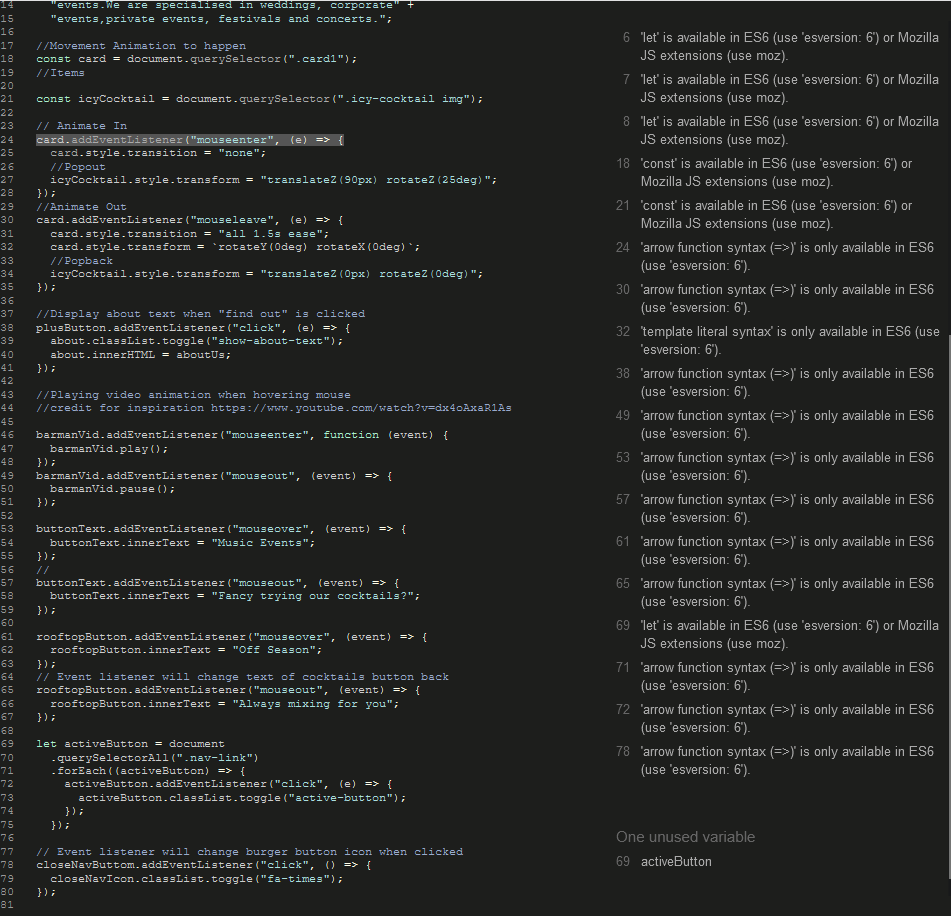 14 "events.We are specialised in weddings, corporate" +
15 "events,private events, festivals and concerts.";
16
17 //Movement Animation to happen
18 const card = document.querySelector(".card1");
19 //Items
20
21 const icyCocktail = document.querySelector(".icy-cocktail img");
22
23 // Animate In
24 card.addEventListener("mouseenter", (e) => {
25 card.style.transition = "none";
26 //Popout
27 icyCocktail.style.transform = "translateZ(90px) rotateZ(25deg)";
28 });
29 //Animate Out
30 card.addEventListener("mouseleave", (e) => {
31 card.style.transition = "all 1.5s ease";
32 card.style.transform = `rotateY(0deg) rotateX(0deg)`;
33 //Popback
34 icyCocktail.style.transform = "translateZ(0px) rotateZ(0deg)";
35 });
36
37 //Display about text when "find out" is clicked
38 plusButton.addEventListener("click", (e) => {
39 about.classList.toggle("show-about-text");
40 about.innerHTML = aboutUs;
41 });
42
43 //Playing video animation when hovering mouse
44 //credit for inspiration https://www.youtube.com/watch?v=dx4oAxaR1As
45
46 barmanVid.addEventListener("mouseenter", function (event) {
47 barmanVid.play();
48 });
49 barmanVid.addEventListener("mouseout", (event) => {
50 barmanVid.pause();
51 });
52
53 buttonText.addEventListener("mouseover", (event) => {
54 buttonText.innerText = "Music Events";
55 });
56 //
57 buttonText.addEventListener("mouseout", (event) => {
58 buttonText.innerText = "Fancy trying our cocktails?";
59 });
60
61 rooftopButton.addEventListener("mouseover", (event) => {
62 rooftopButton.innerText = "Off Season";
63 });
64 // Event listener will change text of cocktails button back
65 rooftopButton.addEventListener("mouseout", (event) => {
66 rooftopButton.innerText = "Always mixing for you";
67 });
68
69 let activeButton = document
70 .querySelectorAll(".nav-link")
71 .forEach((activeButton) => {
72 activeButton.addEventListener("click", (e) => {
73 activeButton.classList.toggle("active-button");
74 });
75 });
76
77 // Event listener will change burger button icon when clicked
78 closeNavButtom.addEventListener("click", () => {
79 closeNavIcon.classList.toggle("fa-times");
80 });
81
6 'let' is available in ES6 (use 'esversion: 6') or Mozilla
JS extensions (use moz).
7 'let' is available in ES6 (use 'esversion: 6') or Mozilla
JS extensions (use moz).
8 'let' is available in ES6 (use 'esversion: 6') or Mozilla
JS extensions (use moz).
18 'const' is available in ES6 (use 'esversion: 6') or
Mozilla JS extensions (use moz).
21 'const' is available in ES6 (use 'esversion: 6') or
Mozilla JS extensions (use moz).
24 'arrow function syntax (=>)' is only available in ES6
(use 'esversion: 6').
30 'arrow function syntax (=>)' is only available in ES6
(use 'esversion: 6').
32 'template literal syntax' is only available in ES6 (use
'esversion: 6').
38 'arrow function syntax (=>)' is only available in ES6
(use 'esversion: 6').
49 'arrow function syntax (=>)' is only available in ES6
(use 'esversion: 6').
53 'arrow function syntax (=>)' is only available in ES6
(use 'esversion: 6').
57 'arrow function syntax (=>)' is only available in ES6
(use 'esversion: 6').
61 'arrow function syntax (=>)' is only available in ES6
(use 'esversion: 6').
65 'arrow function syntax (=>)' is only available in ES6
(use 'esversion: 6').
69 'let' is available in ES6 (use 'esversion: 6') or Mozilla
JS extensions (use moz).
71 'arrow function syntax (=>)' is only available in ES6
(use 'esversion: 6').
72 'arrow function syntax (=>)' is only available in ES6
(use 'esversion: 6').
78 'arrow function syntax (=>)' is only available in ES6
(use 'esversion: 6').
One unused variable
69 activeButton